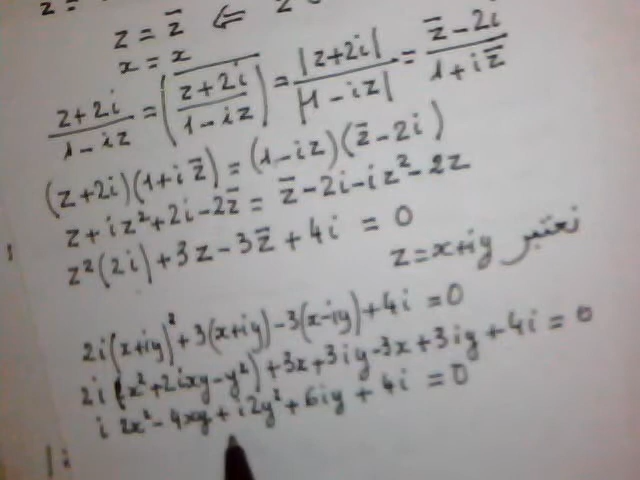 z = z̄ ⇐ z
x = x
(z+2i)/(1-iz) = \overline{((z+2i)/(1-iz))} = |z+2i|/|1-iz| = (z̄-2i)/(1+iz̄)
(z+2i)(1+iz̄) = (1-iz)(z̄-2i)
z+iz²+2i-2z̄ = z̄-2i-iz²-2z
z²(2i)+3z-3z̄+4i = 0
z=x+iy نعتبر
2i(x+iy)²+3(x+iy)-3(x-iy)+4i =0
2i(x²+2ixy-y²)+3x+3iy-3x+3iy+4i = 0
i 2x²-4xy+i2y²+6iy+4i =0